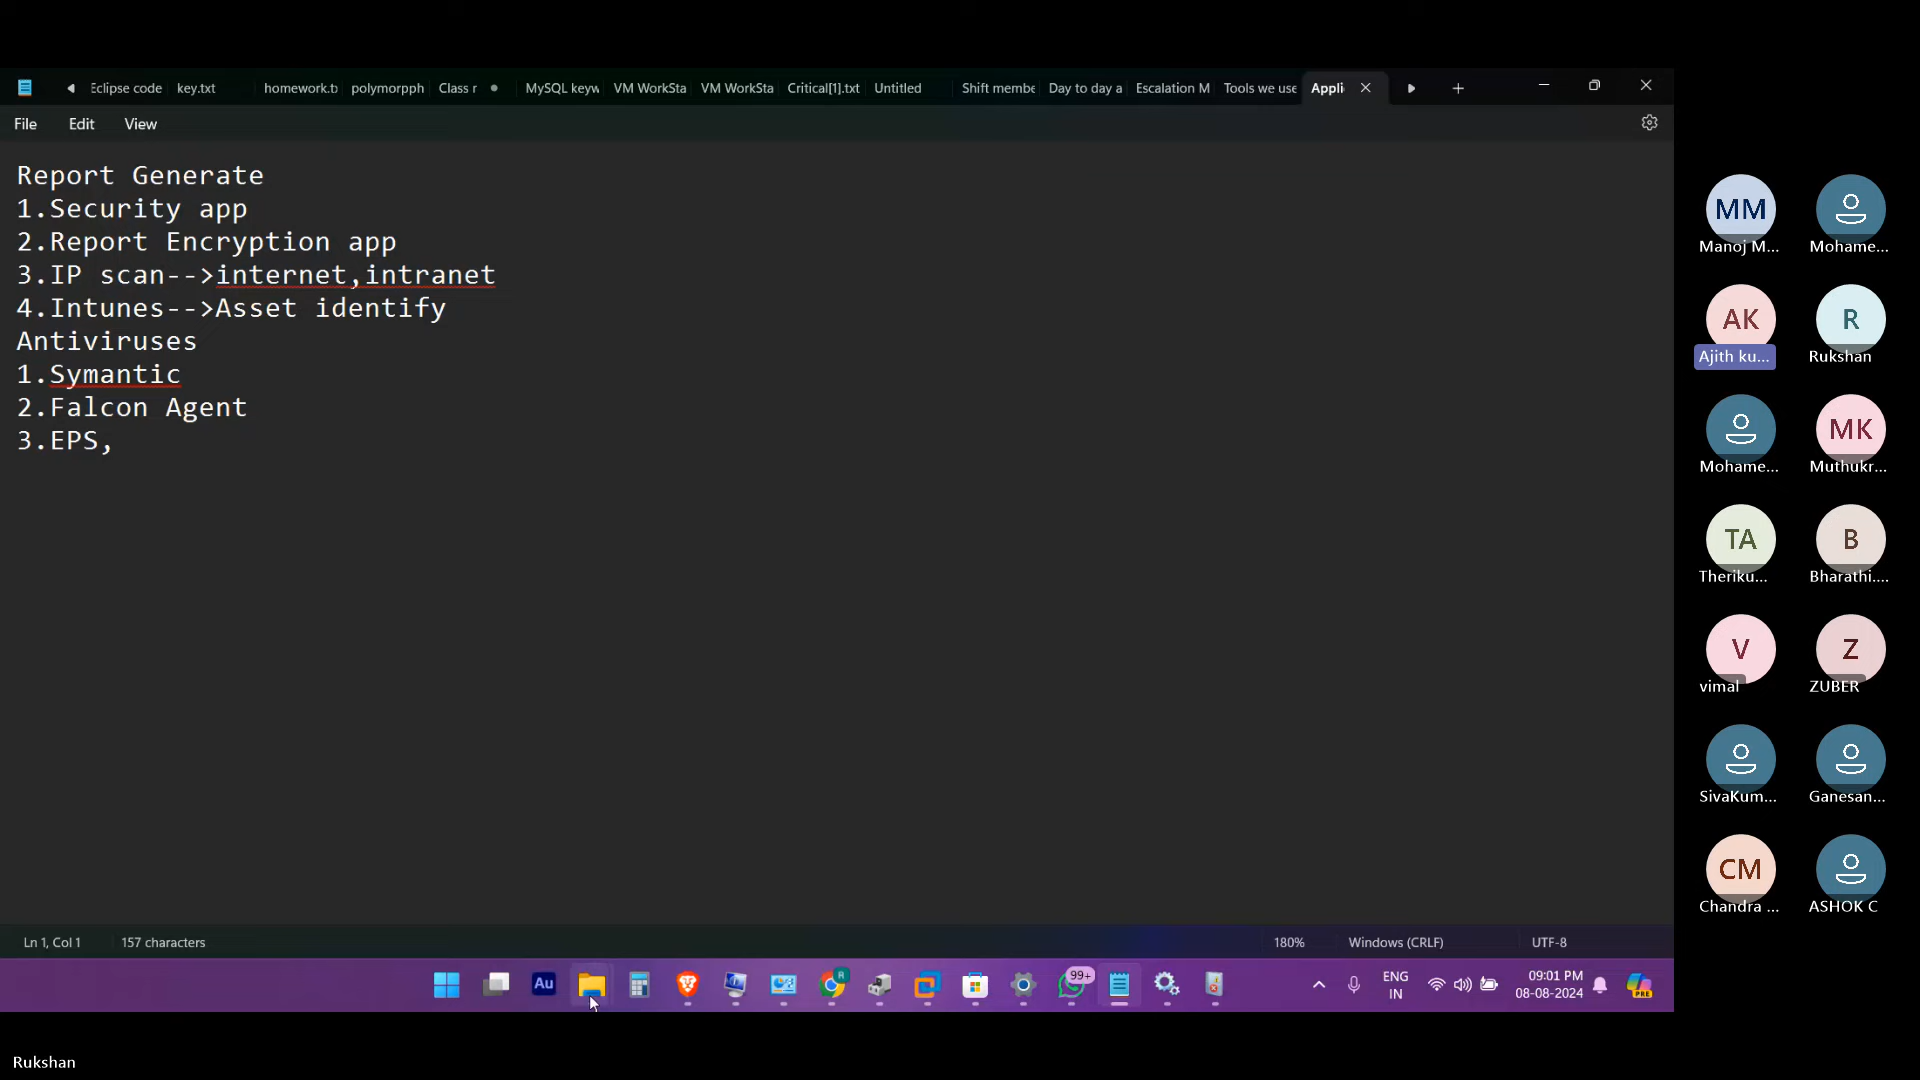 Eclipse code key.txt homework.t polymorpph Class r MySQL keyw VM WorkSta VM WorkSta Critical[1].txt Untitled Shift membe Day to day a Escalation M Tools we use Appli
File Edit View
Report Generate
1.Security app
2.Report Encryption app
3.IP scan-->internet,intranet
4.Intunes-->Asset identify
Antiviruses
1.Symantic
2.Falcon Agent
3.EPS,
Ln 1, Col 1 157 characters 180% Windows (CRLF) UTF-8
Au R 99+ ENG 09:01 PM PRE
IN 08-08-2024
MM
Manoj M... Mohame...
AK R
Ajith ku... Rukshan
MK
Mohame... Muthukr...
TA B
Theriku... Bharathi....
V Z
vimal ZUBER
SivaKum... Ganesan...
CM
Chandra ... ASHOK C
Rukshan